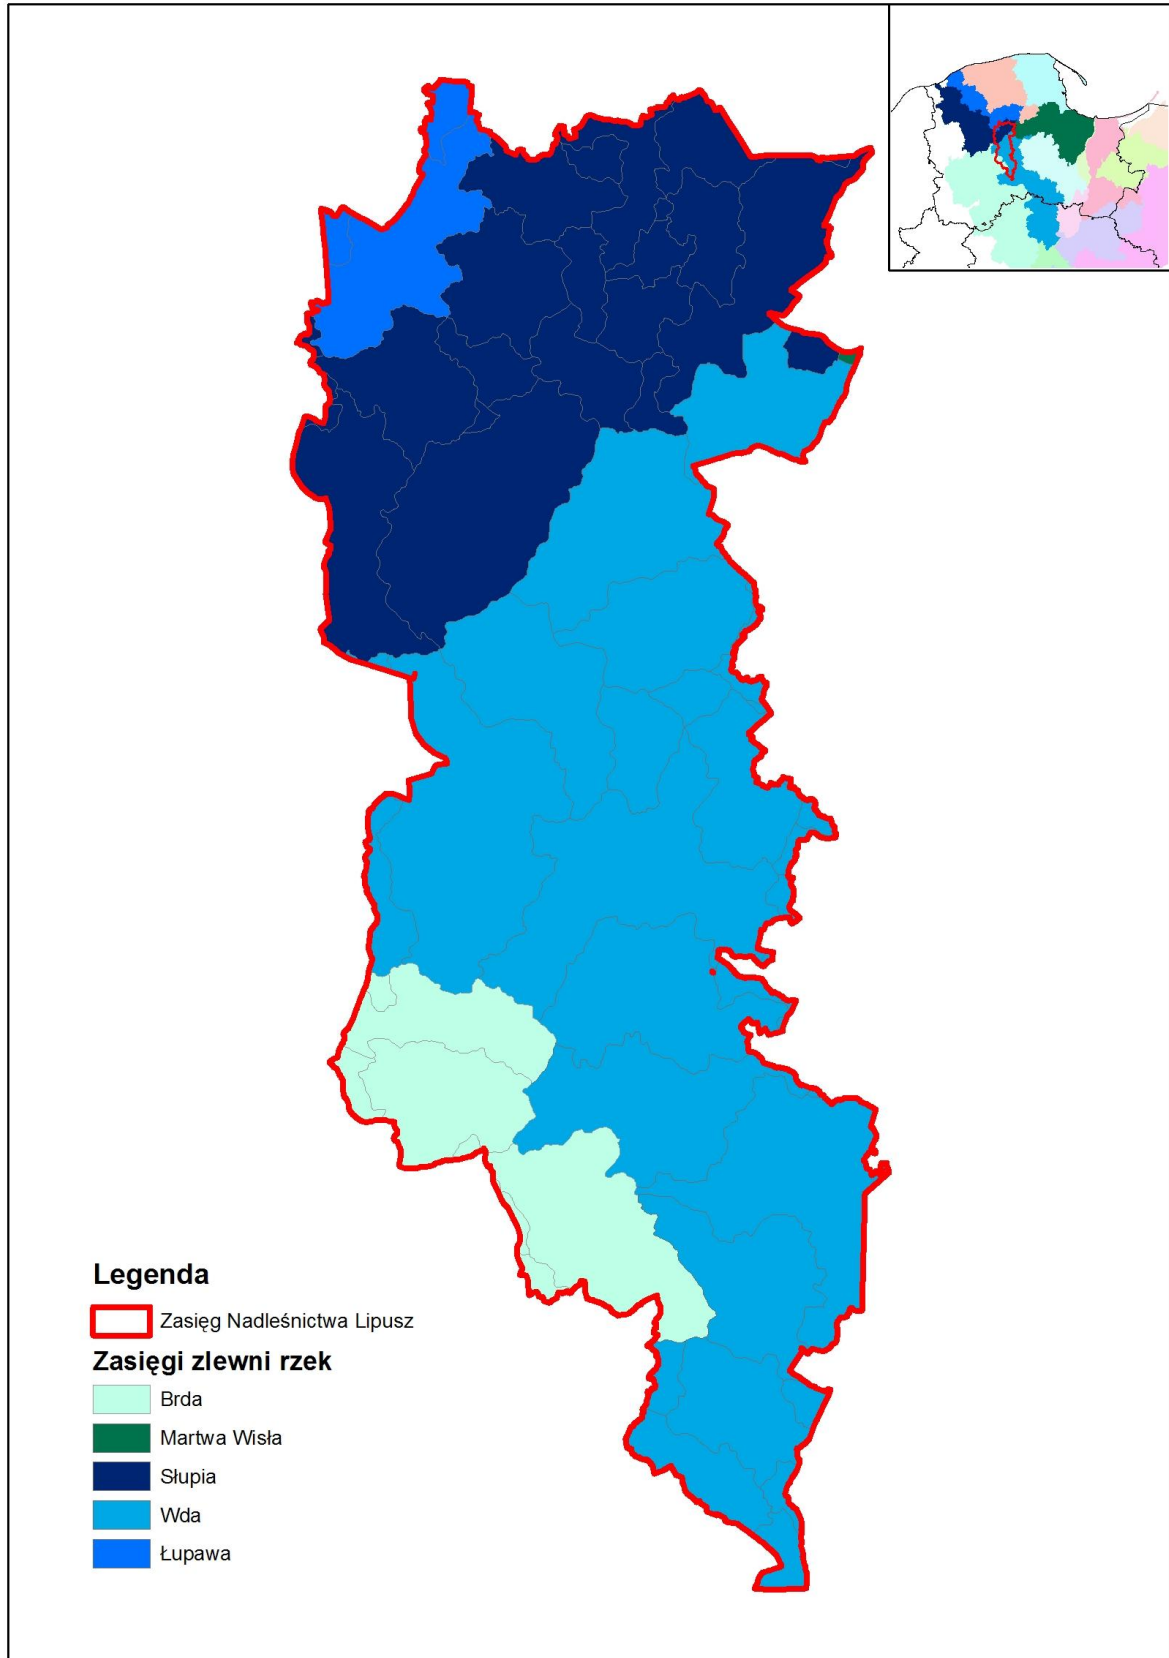 Legenda
Zasięg Nadleśnictwa Lipusz
Zasięgi zlewni rzek
Brda
Martwa Wisła
Słupia
Wda
Łupawa